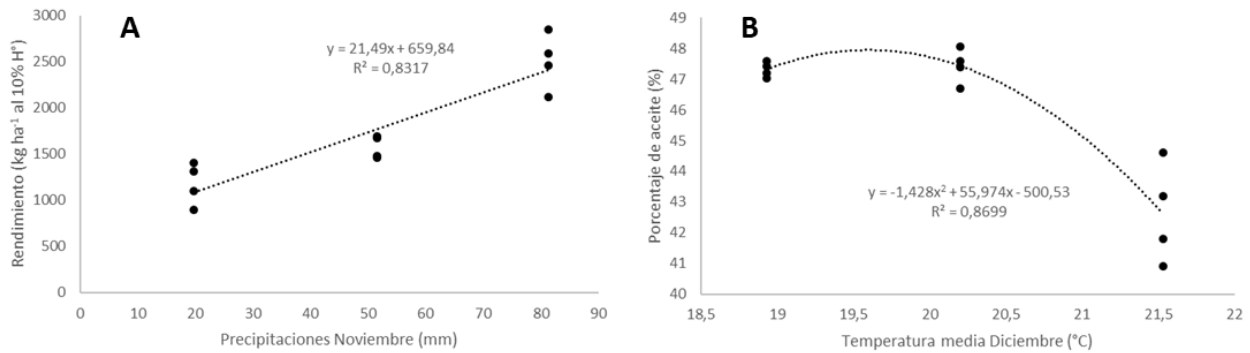 A
y = 21,49x + 659,84
R² = 0,8317
Rendimiento (kg ha⁻¹ al 10% H°)
3000
2500
2000
1500
1000
500
0
0 10 20 30 40 50 60 70 80 90
Precipitaciones Noviembre (mm)
B
y = -1,428x² + 55,974x - 500,53
R² = 0,8699
Porcentaje de aceite (%)
49
48
47
46
45
44
43
42
41
40
18,5 19 19,5 20 20,5 21 21,5 22
Temperatura media Diciembre (°C)